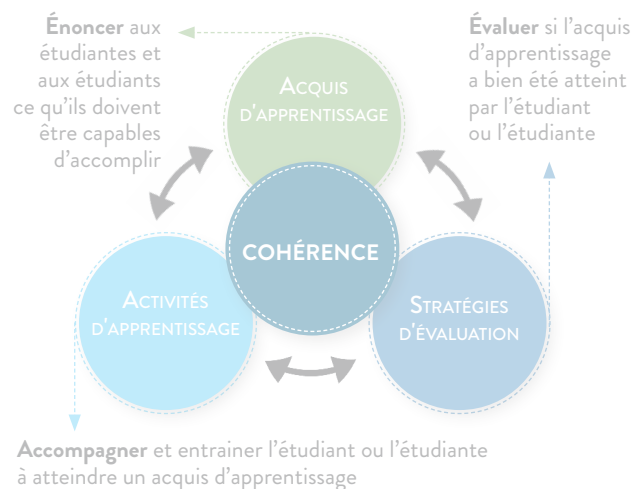 Énoncer aux
étudiantes et
aux étudiants
ce qu'ils doivent
être capables
d'accomplir
Évaluer si l'acquis
d'apprentissage
a bien été atteint
par l'étudiant
ou l'étudiante
Acquis
d'apprentissage
COHÉRENCE
Activités
d'apprentissage
Stratégies
d'évaluation
Accompagner et entrainer l'étudiant ou l'étudiante
à atteindre un acquis d'apprentissage